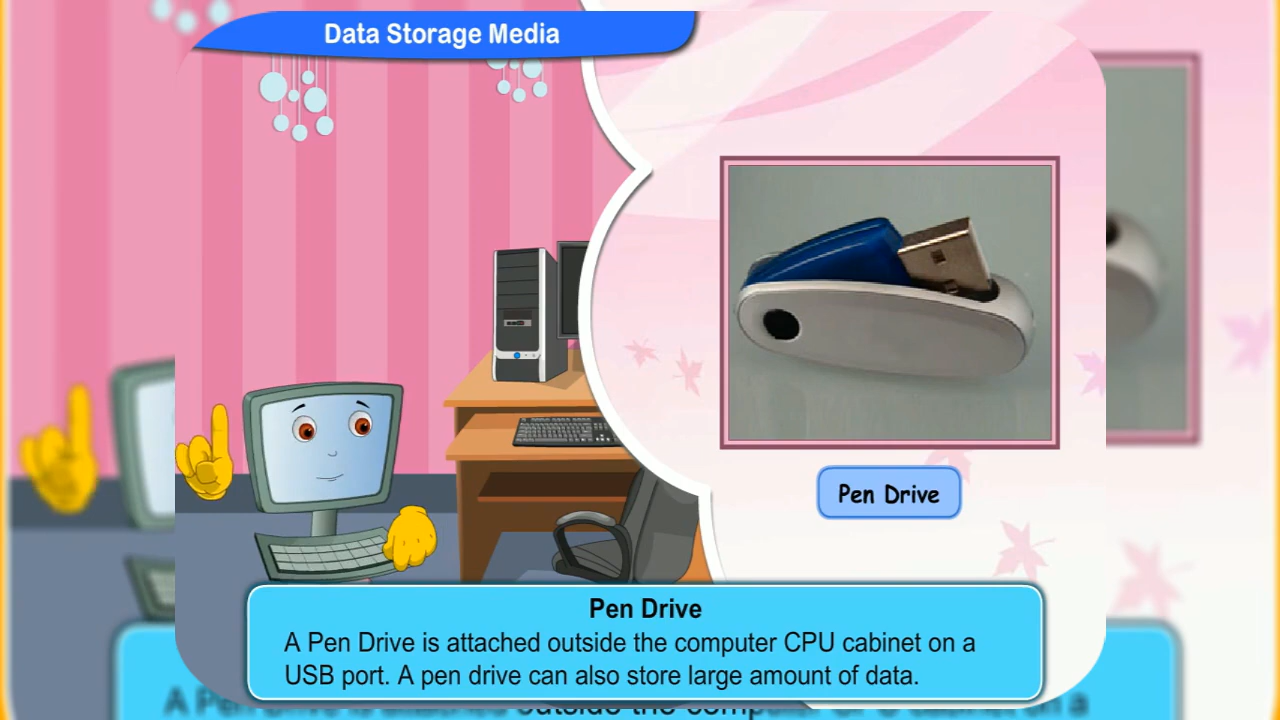 Data Storage Media
Pen Drive
Pen Drive
A Pen Drive is attached outside the computer CPU cabinet on a
USB port. A pen drive can also store large amount of data.